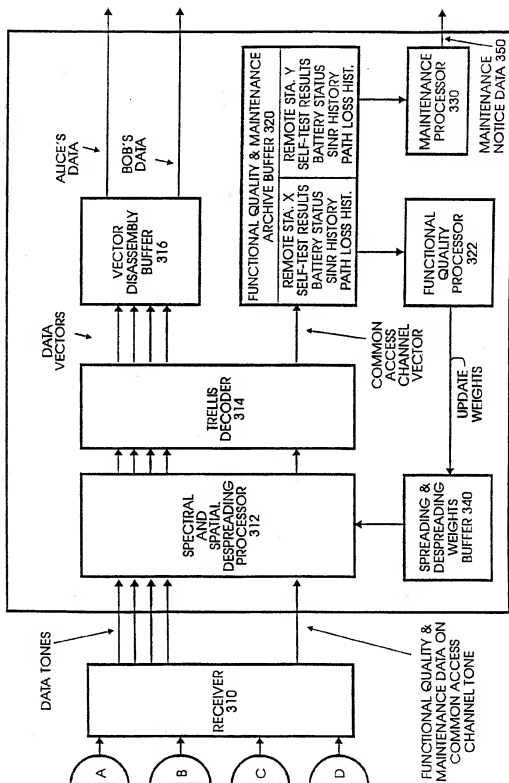 A
B
C
D
RECEIVER
310
DATA TONES
FUNCTIONAL QUALITY &
MAINTENANCE DATA ON
COMMON ACCESS
CHANNEL TONE
SPECTRAL
AND
SPATIAL
DESPREADING
PROCESSOR
312
TRELLIS
DECODER
314
DATA
VECTORS
COMMON
ACCESS
CHANNEL
VECTOR
VECTOR
DISASSEMBLY
BUFFER
316
ALICE'S
DATA
BOB'S
DATA
FUNCTIONAL QUALITY & MAINTENANCE
ARCHIVE BUFFER 320
REMOTE STA. X
SELF-TEST RESULTS
BATTERY STATUS
SINR HISTORY
PATH LOSS HIST.
REMOTE STA. Y
SELF-TEST RESULTS
BATTERY STATUS
SINR HISTORY
PATH LOSS HIST.
SPREADING &
DESPREADING
WEIGHTS
BUFFER 340
UPDATE
WEIGHTS
FUNCTIONAL
QUALITY
PROCESSOR
322
MAINTENANCE
PROCESSOR
330
MAINTENANCE
NOTICE DATA 350